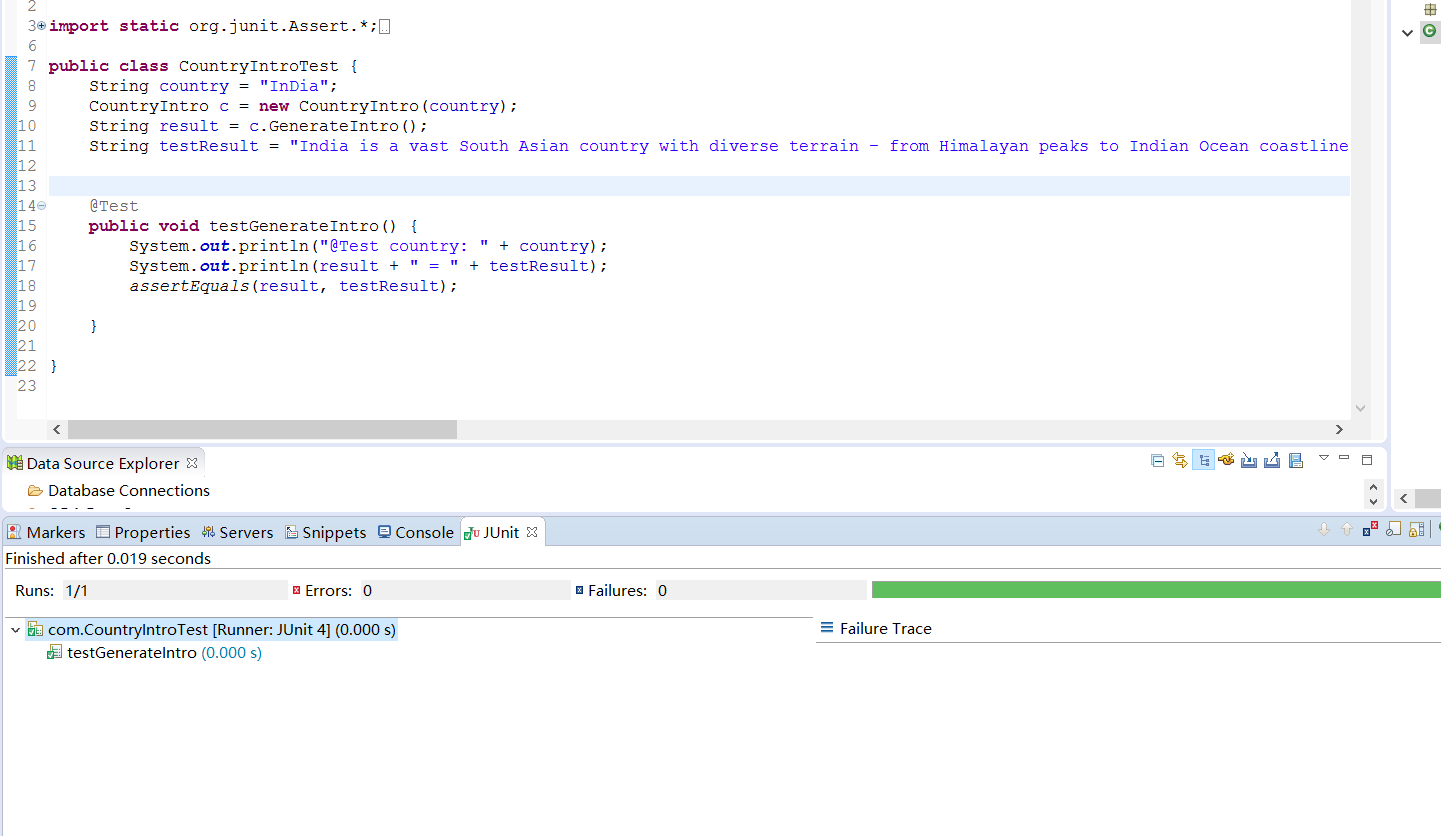 2
3 import static org.junit.Assert.*;
6
7 public class CountryIntroTest {
8 String country = "InDia";
9 CountryIntro c = new CountryIntro(country);
10 String result = c.GenerateIntro();
11 String testResult = "India is a vast South Asian country with diverse terrain – from Himalayan peaks to Indian Ocean coastline
12
13
14 @Test
15 public void testGenerateIntro() {
16 System.out.println("@Test country: " + country);
17 System.out.println(result + " = " + testResult);
18 assertEquals(result, testResult);
19
20 }
21
22 }
23
Data Source Explorer
Database Connections
Markers Properties Servers Snippets Console JUnit
Finished after 0.019 seconds
Runs: 1/1 Errors: 0 Failures: 0
com.CountryIntroTest [Runner: JUnit 4] (0.000 s)
Failure Trace
testGenerateIntro (0.000 s)